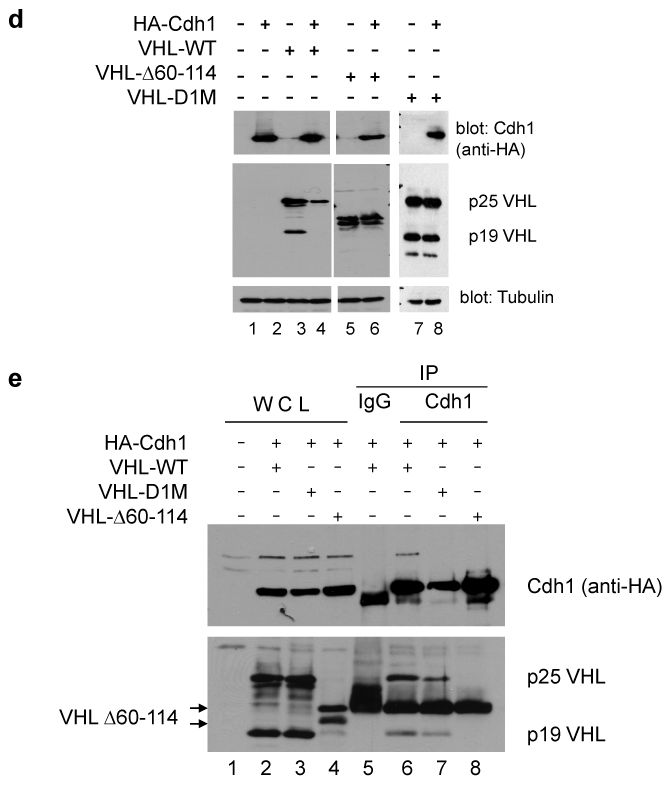 d
HA-Cdh1 - + - + - + - +
VHL-WT - - + + - - - -
VHL-Δ60-114 - - - - + + - -
VHL-D1M - - - - - - + +
blot: Cdh1
(anti-HA)
p25 VHL
p19 VHL
blot: Tubulin
1 2 3 4 5 6 7 8
e
IP
WCL IgG Cdh1
HA-Cdh1 - + + + + + + +
VHL-WT - + - - + + - -
VHL-D1M - - + - - - + -
VHL-Δ60-114 - - - + - - - +
Cdh1 (anti-HA)
p25 VHL
VHL Δ60-114
p19 VHL
1 2 3 4 5 6 7 8